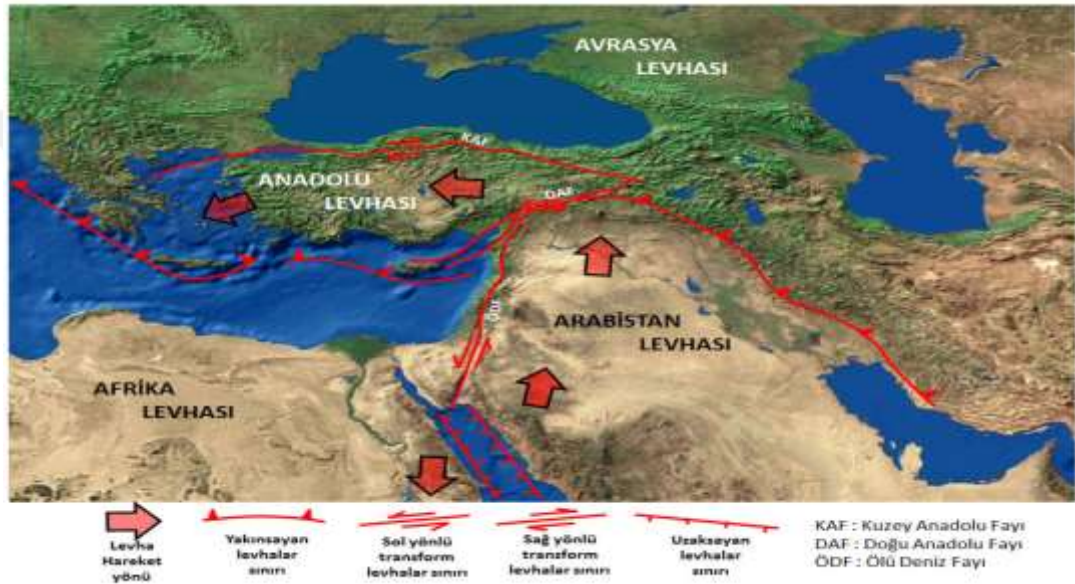 AVRASYA
LEVHASI
KAF
ANADOLU
LEVHASI
DAF
ÖDF
ARABİSTAN
LEVHASI
AFRİKA
LEVHASI
Levha
Hareket
yönü
Yakınsayan
levhalar
sınırı
Sol yönlü
transform
levhalar sınırı
Sağ yönlü
transform
levhalar sınırı
Uzaksayan
levhalar
sınırı
KAF : Kuzey Anadolu Fayı
DAF : Doğu Anadolu Fayı
ÖDF : Ölü Deniz Fayı